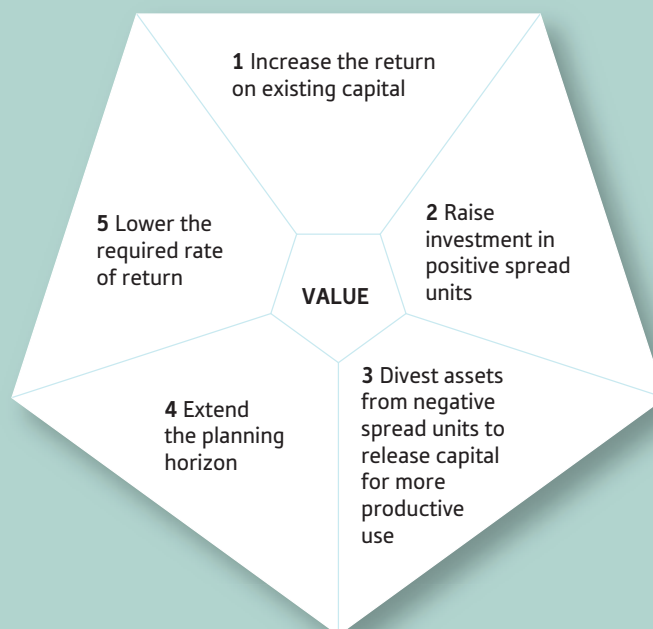 1 Increase the return
on existing capital
2 Raise
investment in
positive spread
units
3 Divest assets
from negative
spread units to
release capital
for more
productive
use
4 Extend
the planning
horizon
5 Lower the
required rate
of return
VALUE